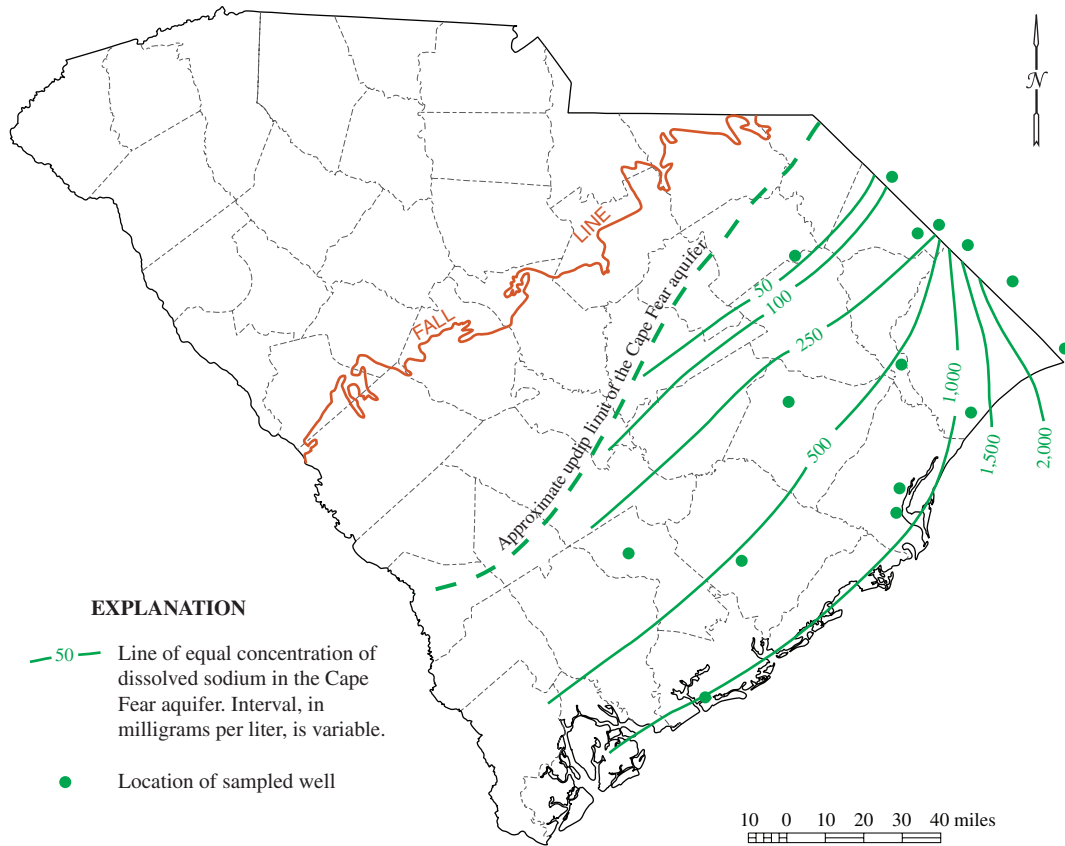 N
LINE
FALL
Approximate updip limit of the Cape Fear aquifer
50
100
250
500
1,000
1,500
2,000
EXPLANATION
50
Line of equal concentration of
dissolved sodium in the Cape
Fear aquifer. Interval, in
milligrams per liter, is variable.
Location of sampled well
10 0 10 20 30 40 miles